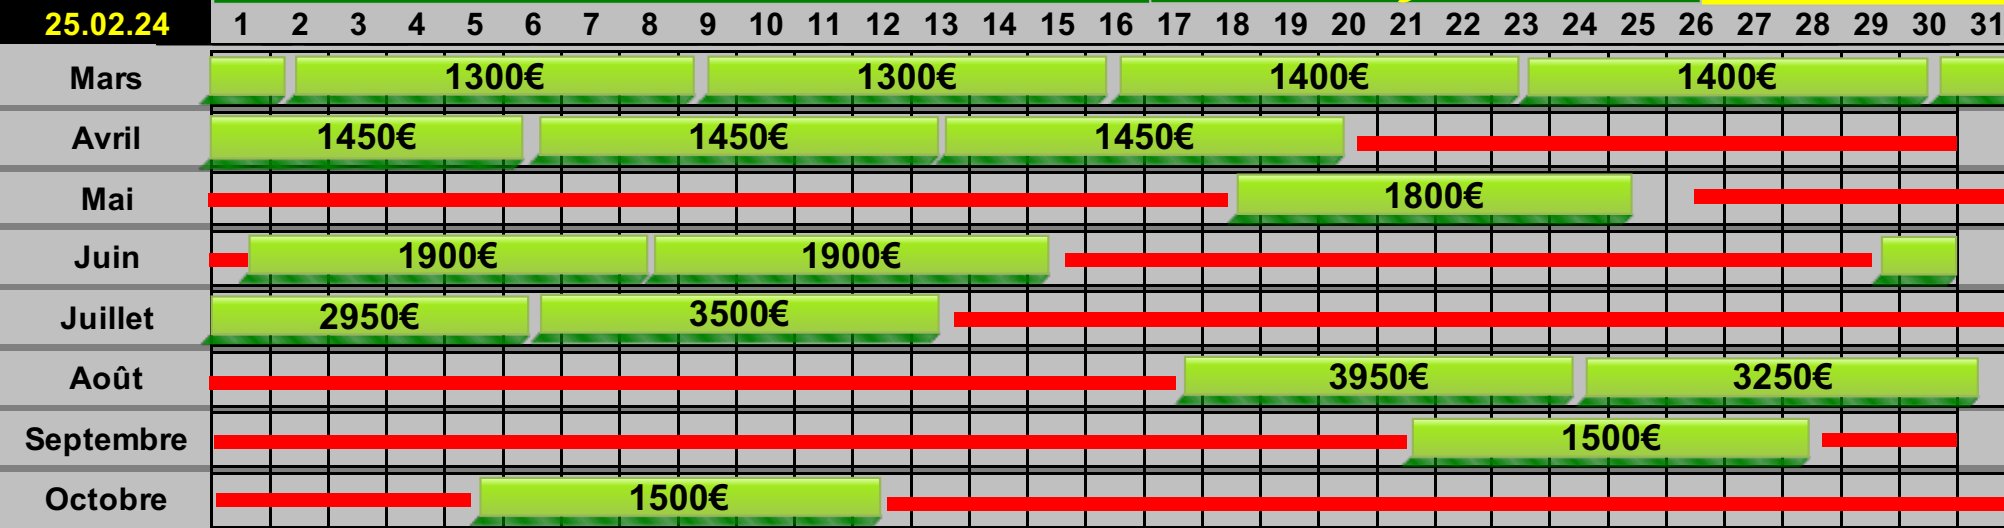 25.02.24 1 2 3 4 5 6 7 8 9 10 11 12 13 14 15 16 17 18 19 20 21 22 23 24 25 26 27 28 29 30 31
Mars 1300€ 1300€ 1400€ 1400€
Avril 1450€ 1450€ 1450€
Mai 1800€
Juin 1900€ 1900€
Juillet 2950€ 3500€
Août 3950€ 3250€
Septembre 1500€
Octobre 1500€